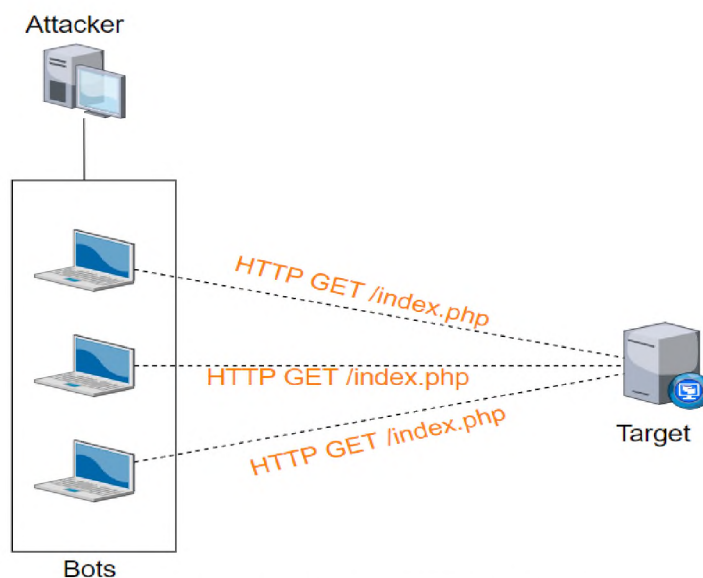 Attacker
HTTP GET /index.php
HTTP GET /index.php
HTTP GET /index.php
Target
Bots